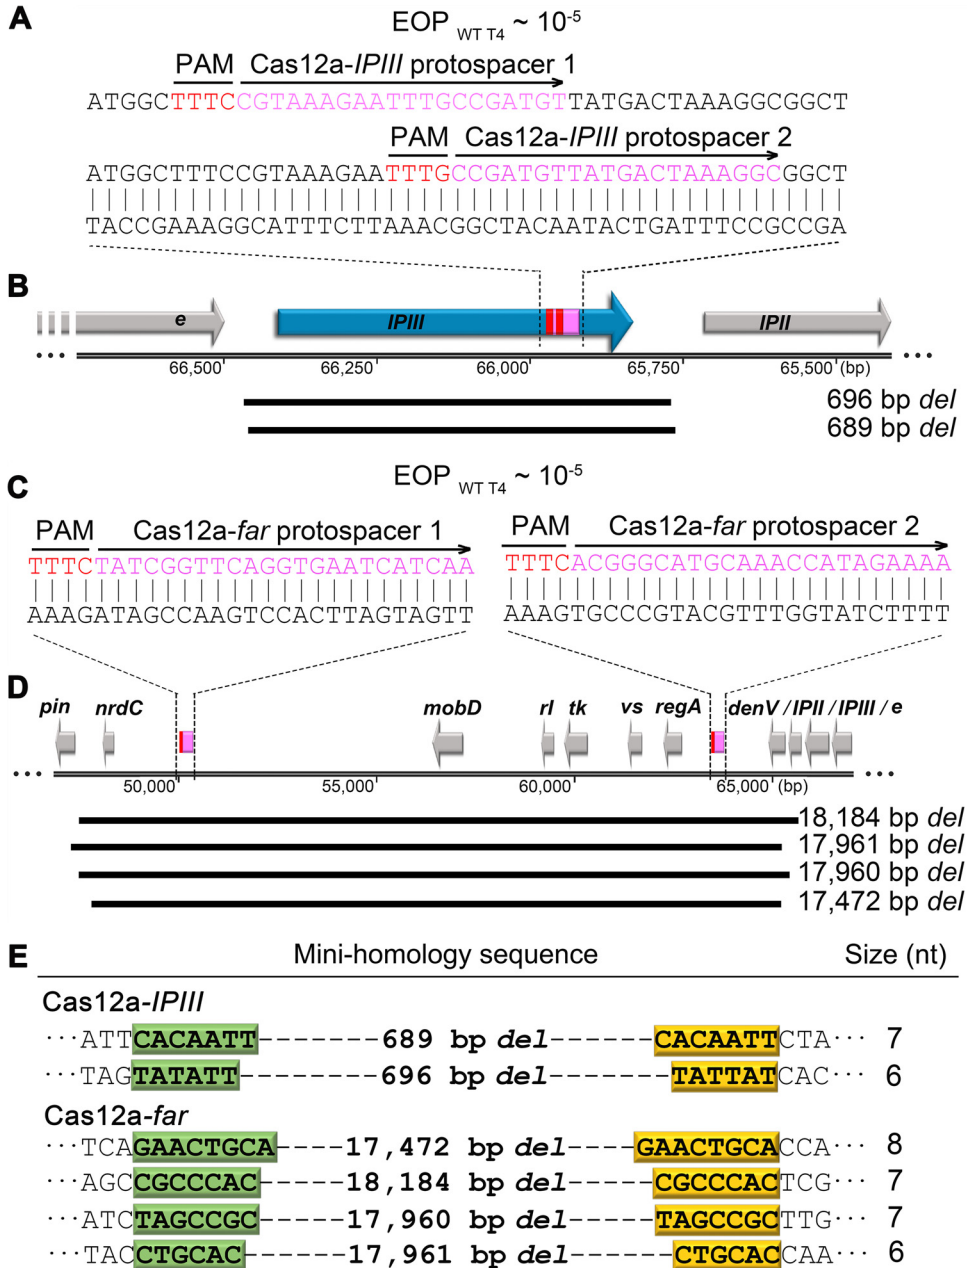 A
EOP WT T4 ~ 10-5
PAM Cas12a-IPIII protospacer 1
ATGGCTTTCCGTAAAGAATTTGCCGATGTTATGACTAAAGGCGGCT
PAM Cas12a-IPIII protospacer 2
ATGGCTTTCCGTAAAGAATTTGCCGATGTTATGACTAAAGGCGGCT
TACCGAAAGGCATTTCTTAAACGGCTACAATACTGATTTCCGCCGA
B
e IPIII IPII
66,500 66,250 66,000 65,750 65,500 (bp)
696 bp del
689 bp del
C
EOP WT T4 ~ 10-5
PAM Cas12a-far protospacer 1 PAM Cas12a-far protospacer 2
TTTCTATCGGTTCAGGTGAATCATCAA TTTCACGGGCATGCAAACCATAGAAAA
AAAGATAGCCAAGTCCACTTAGTAGTT AAAGTGCCCGTACGTTTGGTATCTTTT
D
pin nrdC mobD rI tk vs regA denV / IPII / IPIII / e
50,000 55,000 60,000 65,000 (bp)
18,184 bp del
17,961 bp del
17,960 bp del
17,472 bp del
E
Mini-homology sequence Size (nt)
Cas12a-IPIII
···ATTCACAATT------689 bp del------CACAATTCTA··· 7
···TAGTATATT-------696 bp del------TATTATCAC··· 6
Cas12a-far
···TCAGAACTGCA----17,472 bp del----GAACTGCACCA··· 8
···AGCCGCCCAC-----18,184 bp del-----CGCCCACTCG··· 7
···ATCTAGCCGC-----17,960 bp del-----TAGCCGCTTG··· 7
···TACCTGCAC------17,961 bp del------CTGCACCAA··· 6